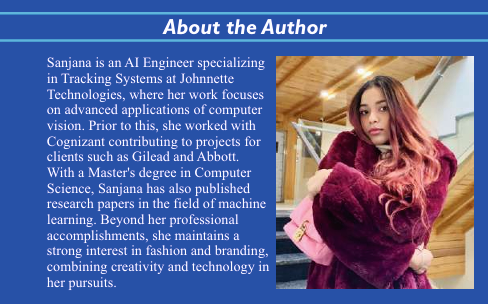 About the Author
Sanjana is an AI Engineer specializing
in Tracking Systems at Johnnette
Technologies, where her work focuses
on advanced applications of computer
vision. Prior to this, she worked with
Cognizant contributing to projects for
clients such as Gilead and Abbott.
With a Master's degree in Computer
Science, Sanjana has also published
research papers in the field of machine
learning. Beyond her professional
accomplishments, she maintains a
strong interest in fashion and branding,
combining creativity and technology in
her pursuits.